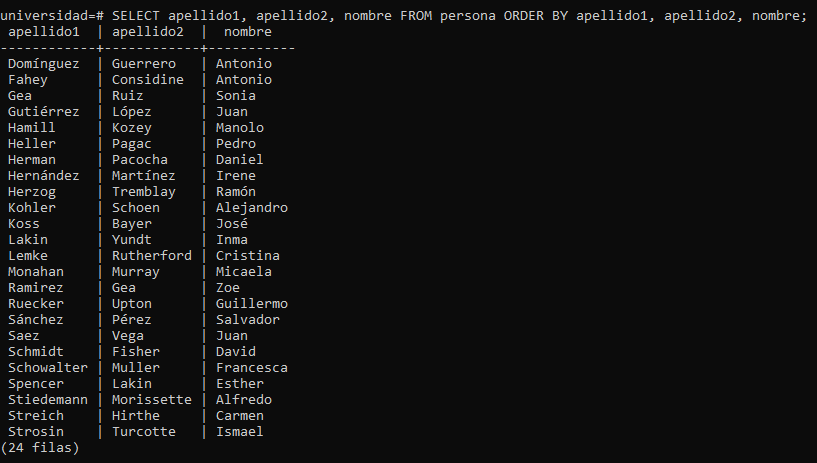 universidad=# SELECT apellido1, apellido2, nombre FROM persona ORDER BY apellido1, apellido2, nombre;
 apellido1  | apellido2  |  nombre
------------+------------+-----------
 Domínguez  | Guerrero   | Antonio
 Fahey      | Considine  | Antonio
 Gea        | Ruiz       | Sonia
 Gutiérrez  | López      | Juan
 Hamill     | Kozey      | Manolo
 Heller     | Pagac      | Pedro
 Herman     | Pacocha    | Daniel
 Hernández  | Martínez   | Irene
 Herzog     | Tremblay   | Ramón
 Kohler     | Schoen     | Alejandro
 Koss       | Bayer      | José
 Lakin      | Yundt      | Inma
 Lemke      | Rutherford | Cristina
 Monahan    | Murray     | Micaela
 Ramirez    | Gea        | Zoe
 Ruecker    | Upton      | Guillermo
 Sánchez    | Pérez      | Salvador
 Saez       | Vega       | Juan
 Schmidt    | Fisher     | David
 Schowalter | Muller     | Francesca
 Spencer    | Lakin      | Esther
 Stiedemann | Morissette | Alfredo
 Streich    | Hirthe     | Carmen
 Strosin    | Turcotte   | Ismael
(24 filas)